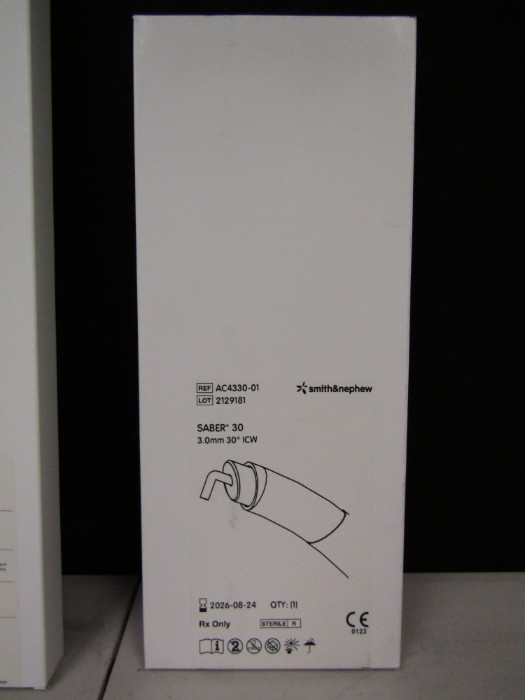 REF AC4330-01
LOT 2129181
smith&nephew
SABER® 30
3.0mm 30° ICW
2026-08-24 QTY: (1)
Rx Only
STERILE R
CE
0123